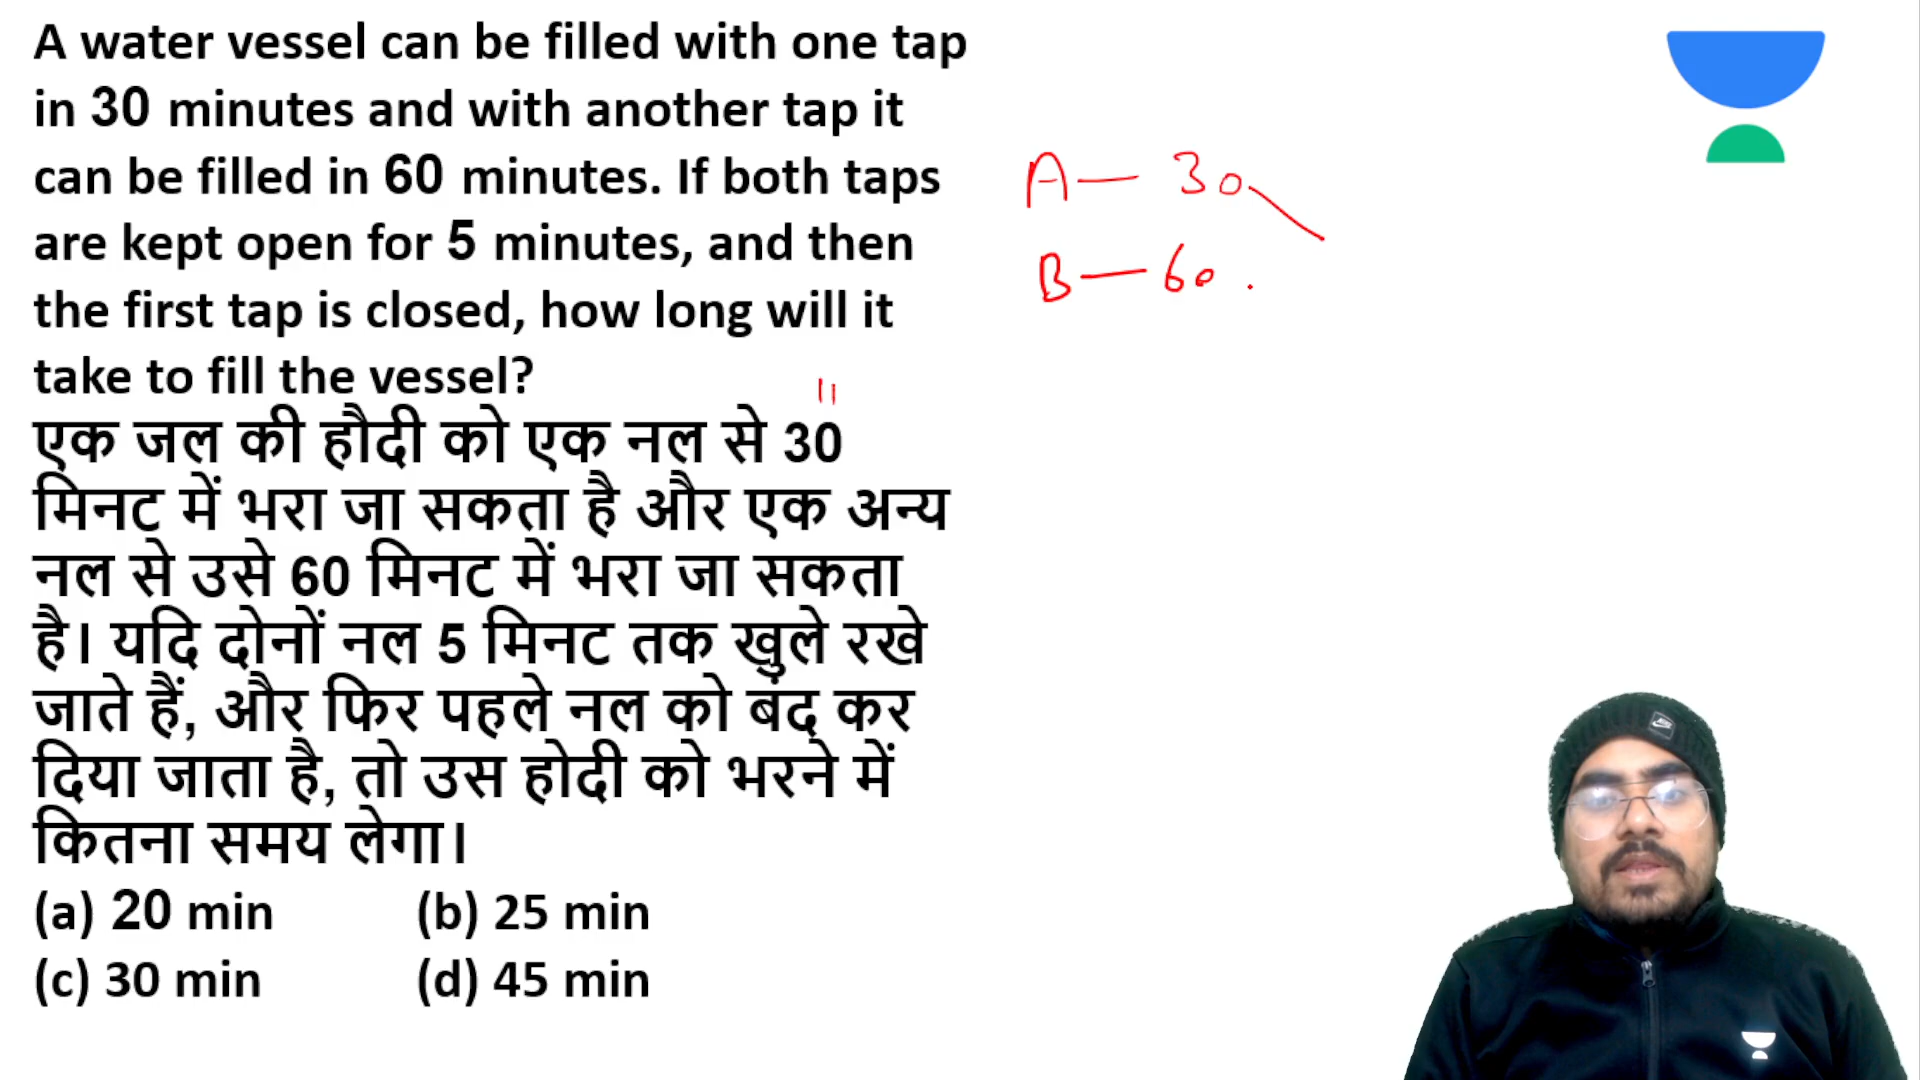 A water vessel can be filled with one tap
in 30 minutes and with another tap it
can be filled in 60 minutes. If both taps
are kept open for 5 minutes, and then
the first tap is closed, how long will it
take to fill the vessel?
एक जल की हौदी को एक नल से 30
मिनट में भरा जा सकता है और एक अन्य
नल से उसे 60 मिनट में भरा जा सकता
है। यदि दोनों नल 5 मिनट तक खुले रखे
जाते हैं, और फिर पहले नल को बंद कर
दिया जाता है, तो उस होदी को भरने में
कितना समय लेगा।
(a) 20 min (b) 25 min
(c) 30 min (d) 45 min
A — 30
B — 60